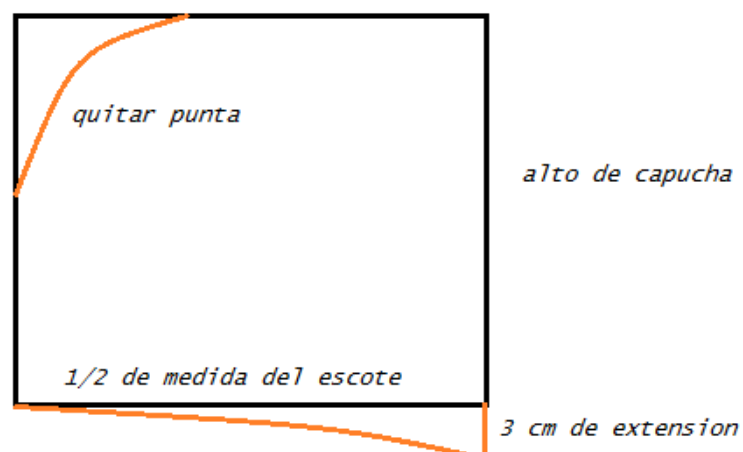 quitar punta
alto de capucha
1/2 de medida del escote
3 cm de extension